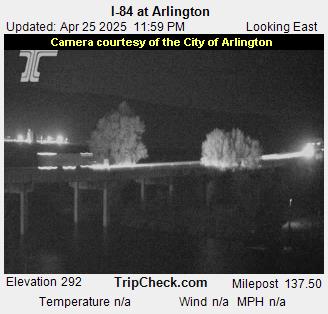 I-84 at Arlington
Updated: Apr 25 2025 11:59 PM Looking East
Camera courtesy of the City of Arlington
Elevation 292 TripCheck.com Milepost 137.50
Temperature n/a Wind n/a MPH n/a